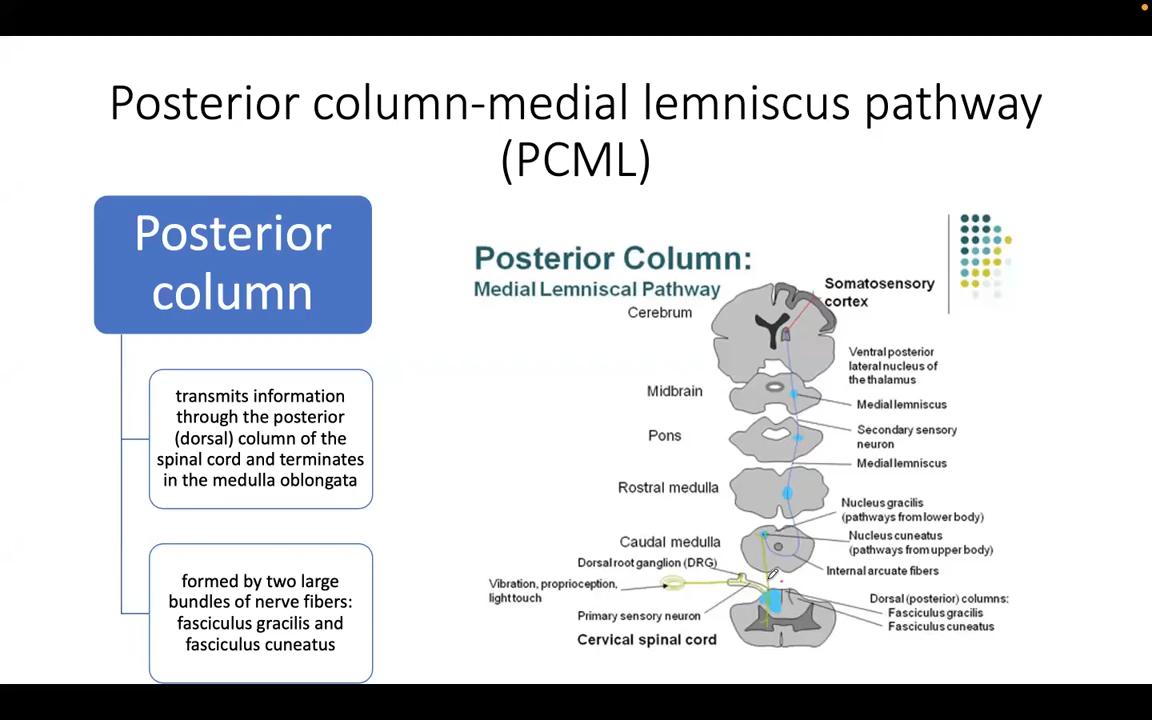 Posterior column-medial lemniscus pathway
(PCML)
Posterior
column
transmits information
through the posterior
(dorsal) column of the
spinal cord and terminates
in the medulla oblongata
formed by two large
bundles of nerve fibers:
fasciculus gracilis and
fasciculus cuneatus
Posterior Column:
Medial Lemniscal Pathway
Cerebrum
Somatosensory
cortex
Ventral posterior
lateral nucleus of
the thalamus
Midbrain
Medial lemniscus
Pons
Secondary sensory
neuron
Medial lemniscus
Rostral medulla
Nucleus gracilis
(pathways from lower body)
Caudal medulla
Nucleus cuneatus
(pathways from upper body)
Dorsal root ganglion (DRG)
Internal arcuate fibers
Vibration, proprioception,
light touch
Primary sensory neuron
Dorsal (posterior) columns:
Fasciculus gracilis
Fasciculus cuneatus
Cervical spinal cord